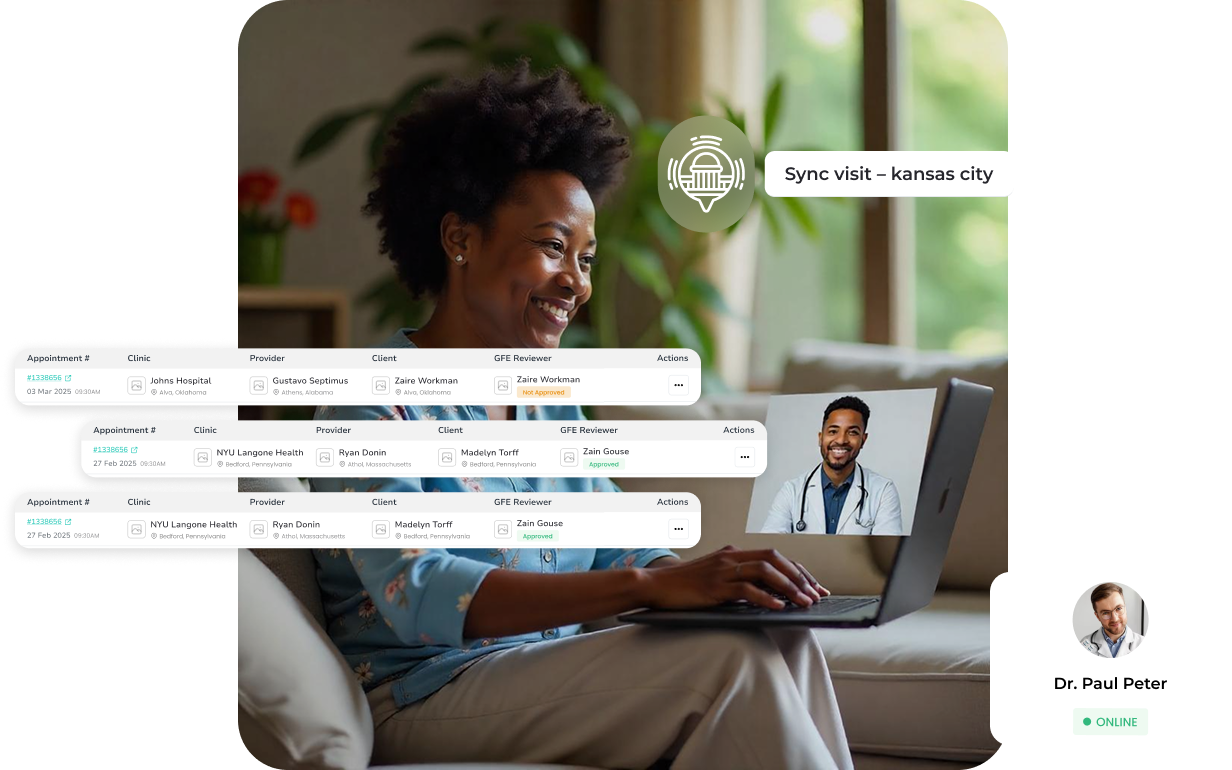 Sync visit – kansas city
Appointment # Clinic Provider Client GFE Reviewer Actions
#1338656 Johns Hospital Gustavo Septimus Zaire Workman Zaire Workman
03 Mar 2025 09:30AM Alva, Oklahoma Athens, Alabama Alva, Oklahoma Not Approved
Appointment # Clinic Provider Client GFE Reviewer Actions
#1338656 NYU Langone Health Ryan Donin Madelyn Torff Zain Gouse
27 Feb 2025 09:30AM Bedford, Pennsylvania Athol, Massachusetts Bedford, Pennsylvania Approved
Appointment # Clinic Provider Client GFE Reviewer Actions
#1338656 NYU Langone Health Ryan Donin Madelyn Torff Zain Gouse
27 Feb 2025 09:30AM Bedford, Pennsylvania Athol, Massachusetts Bedford, Pennsylvania Approved
Dr. Paul Peter
ONLINE